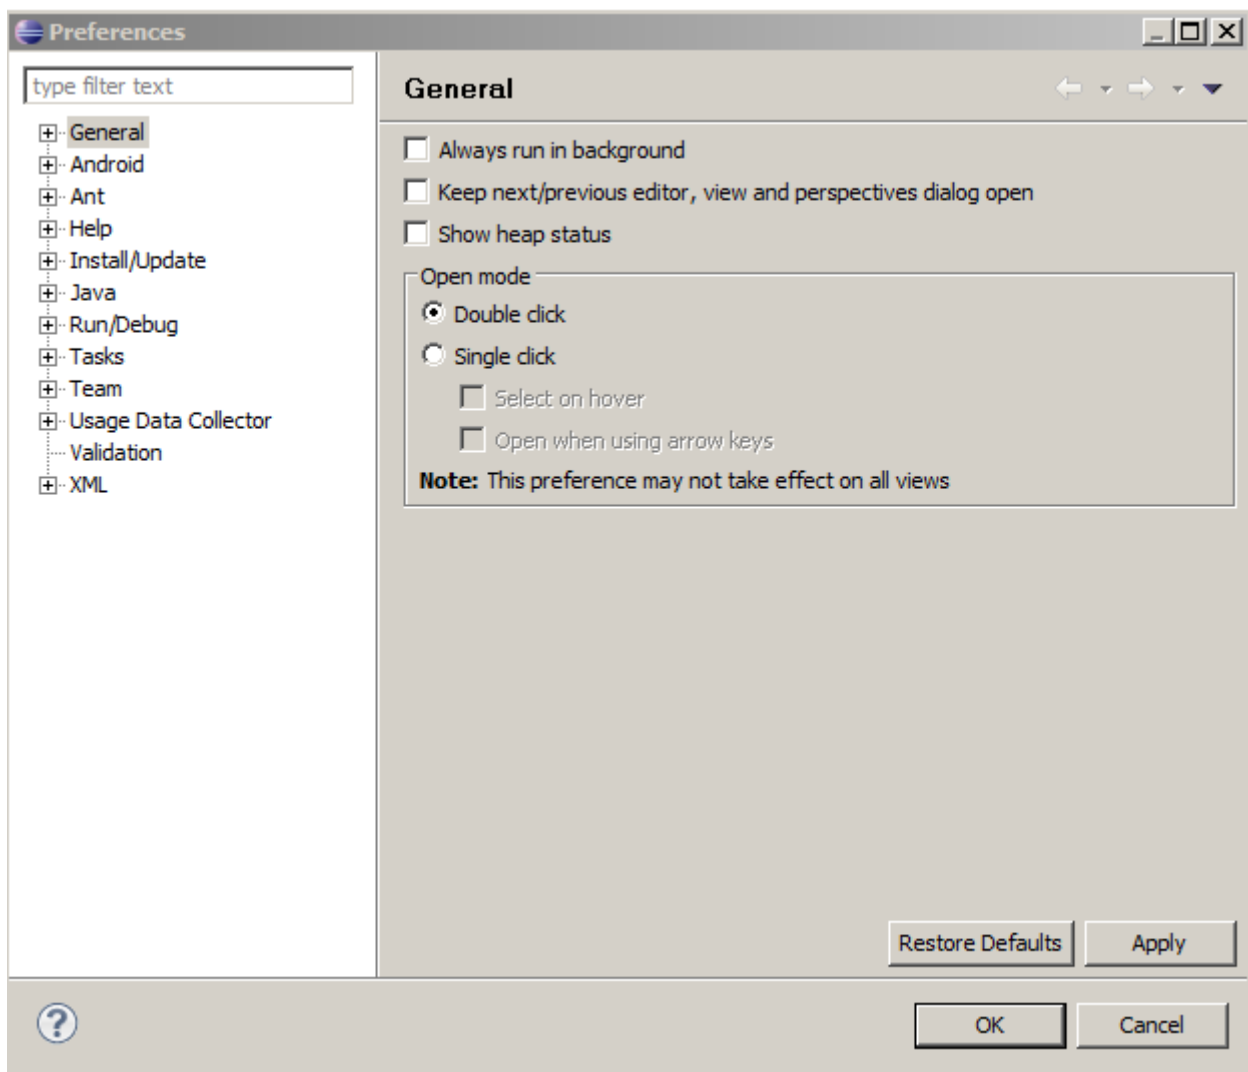 Preferences
type filter text
General
Android
Ant
Help
Install/Update
Java
Run/Debug
Tasks
Team
Usage Data Collector
Validation
XML
General
Always run in background
Keep next/previous editor, view and perspectives dialog open
Show heap status
Open mode
Double click
Single click
Select on hover
Open when using arrow keys
Note: This preference may not take effect on all views
Restore Defaults
Apply
?
OK
Cancel